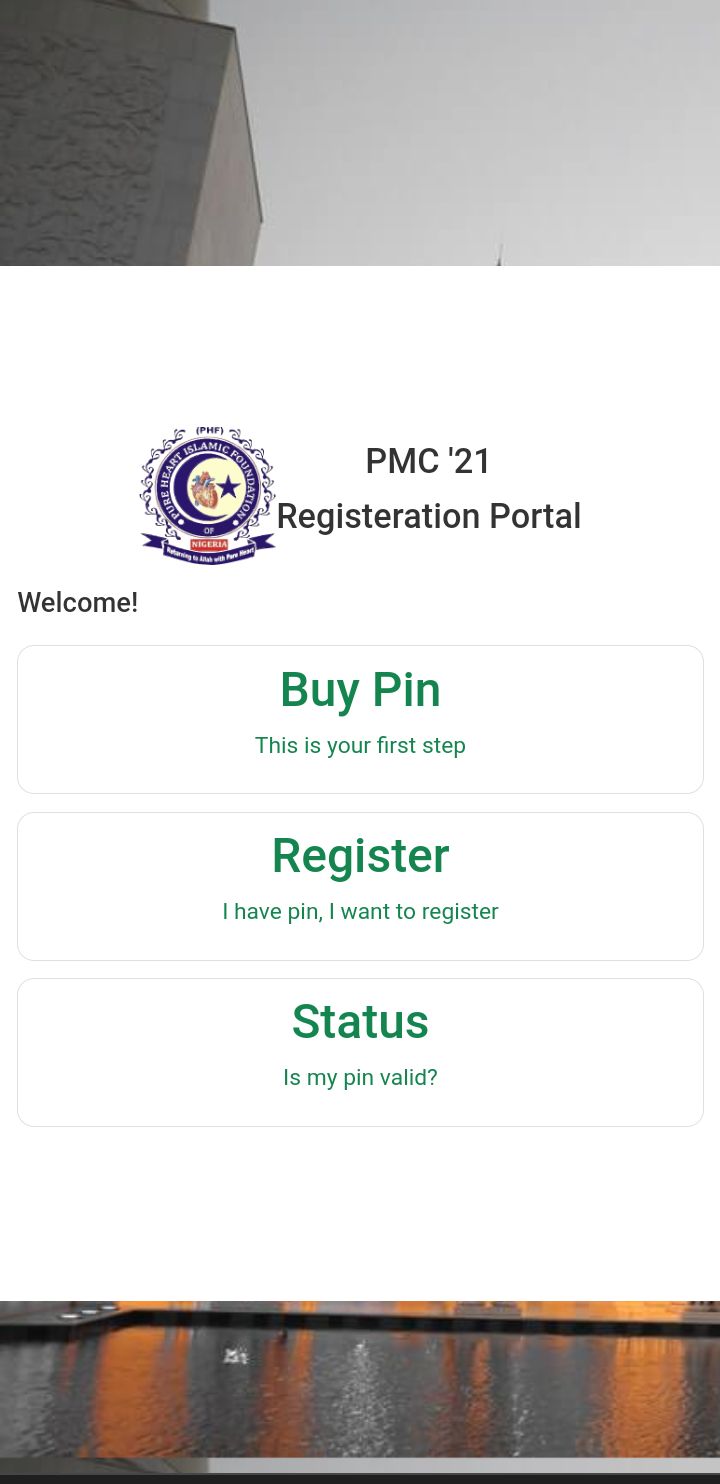 (PHF)
PURE HEART ISLAMIC FOUNDATION
OF
NIGERIA
Returning to Allah with Pure Heart
PMC '21
Registeration Portal
Welcome!
Buy Pin
This is your first step
Register
I have pin, I want to register
Status
Is my pin valid?